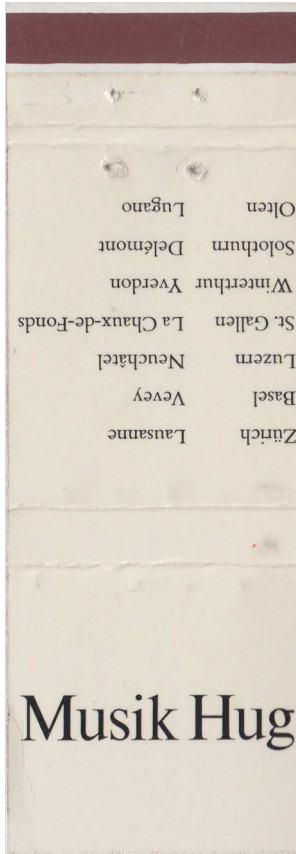 Zürich Lausanne
Basel Vevey
Luzern Neuchâtel
St. Gallen La Chaux-de-Fonds
Winterthur Yverdon
Solothurn Delémont
Olten Lugano
Musik Hug